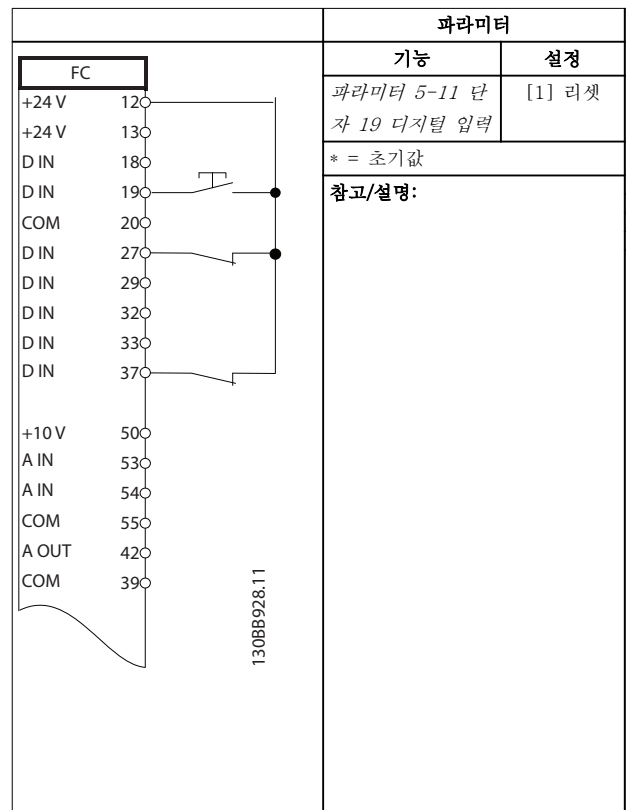 파라미터
기능 설정
파라미터 5-11 단
자 19 디지털 입력
[1] 리셋
* = 초기값
참고/설명:
FC
+24 V 12
+24 V 13
D IN 18
D IN 19
COM 20
D IN 27
D IN 29
D IN 32
D IN 33
D IN 37
+10 V 50
A IN 53
A IN 54
COM 55
A OUT 42
COM 39
130BB928.11